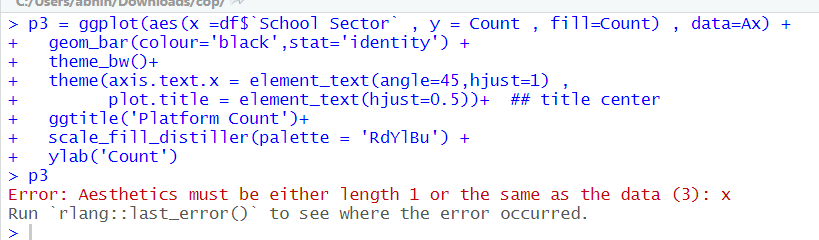 C:/Users/abhin/Downloads/cop/
> p3 = ggplot(aes(x =df$`School Sector` , y = Count , fill=Count) , data=Ax) +
+   geom_bar(colour='black',stat='identity') +
+   theme_bw()+
+   theme(axis.text.x = element_text(angle=45,hjust=1) ,
+         plot.title = element_text(hjust=0.5))+  ## title center
+   ggtitle('Platform Count')+
+   scale_fill_distiller(palette = 'RdYlBu') +
+   ylab('Count')
> p3
Error: Aesthetics must be either length 1 or the same as the data (3): x
Run `rlang::last_error()` to see where the error occurred.
>